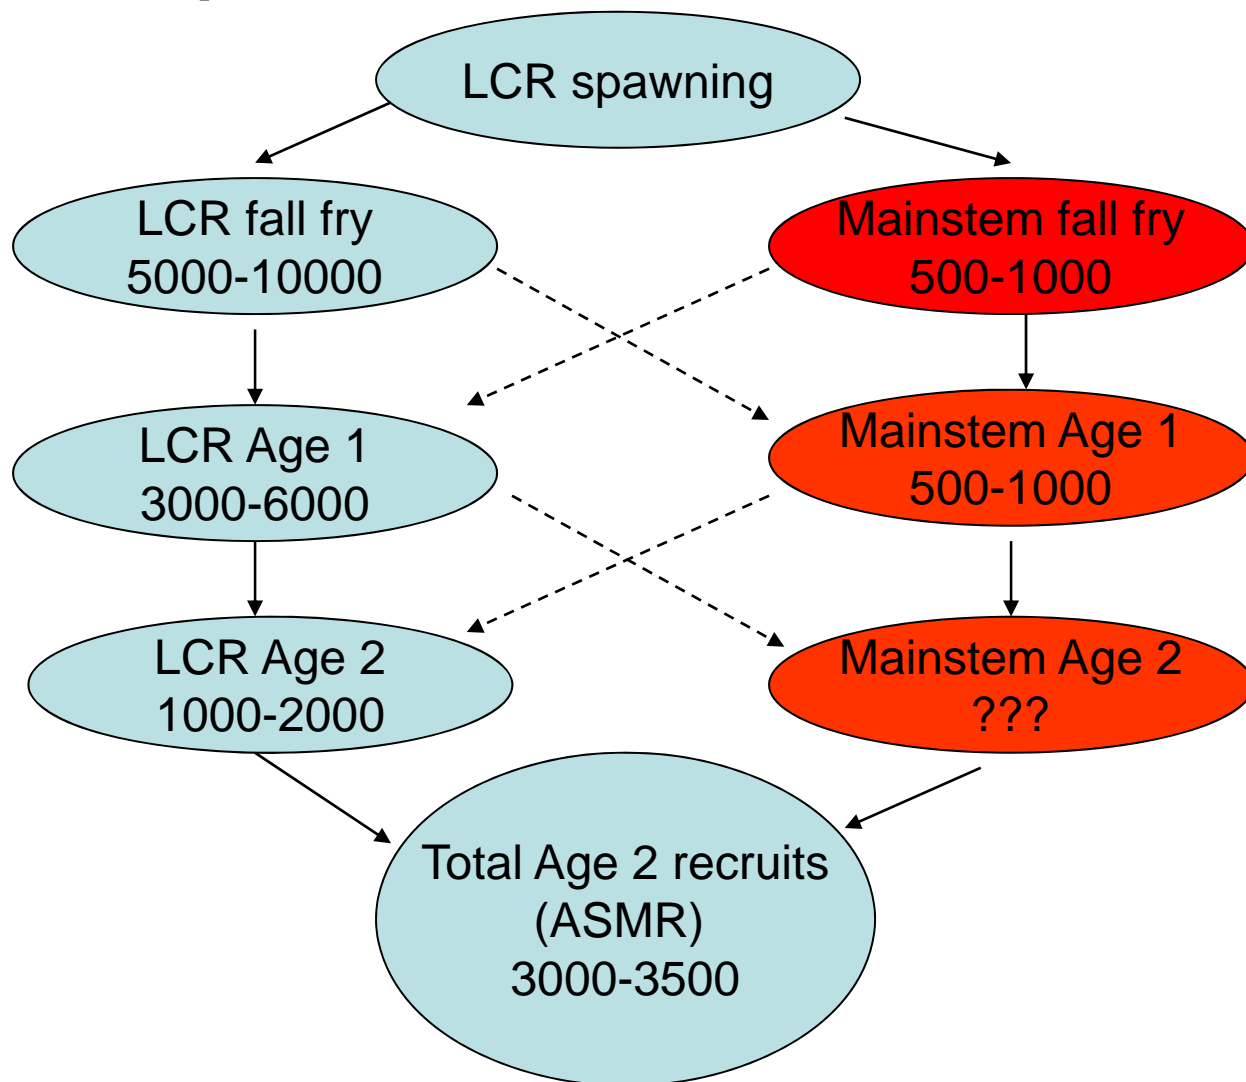 LCR spawning
LCR fall fry
5000-10000
Mainstem fall fry
500-1000
LCR Age 1
3000-6000
Mainstem Age 1
500-1000
LCR Age 2
1000-2000
Mainstem Age 2
???
Total Age 2 recruits
(ASMR)
3000-3500